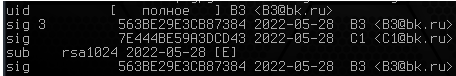 uid [ полное ] B3 <B3@bk.ru>
sig 3 563BE29E3CB87384 2022-05-28 B3 <B3@bk.ru>
sig 7E444BE59A3DCD43 2022-05-28 C1 <C1@bk.ru>
sub rsa1024 2022-05-28 [E]
sig 563BE29E3CB87384 2022-05-28 B3 <B3@bk.ru>